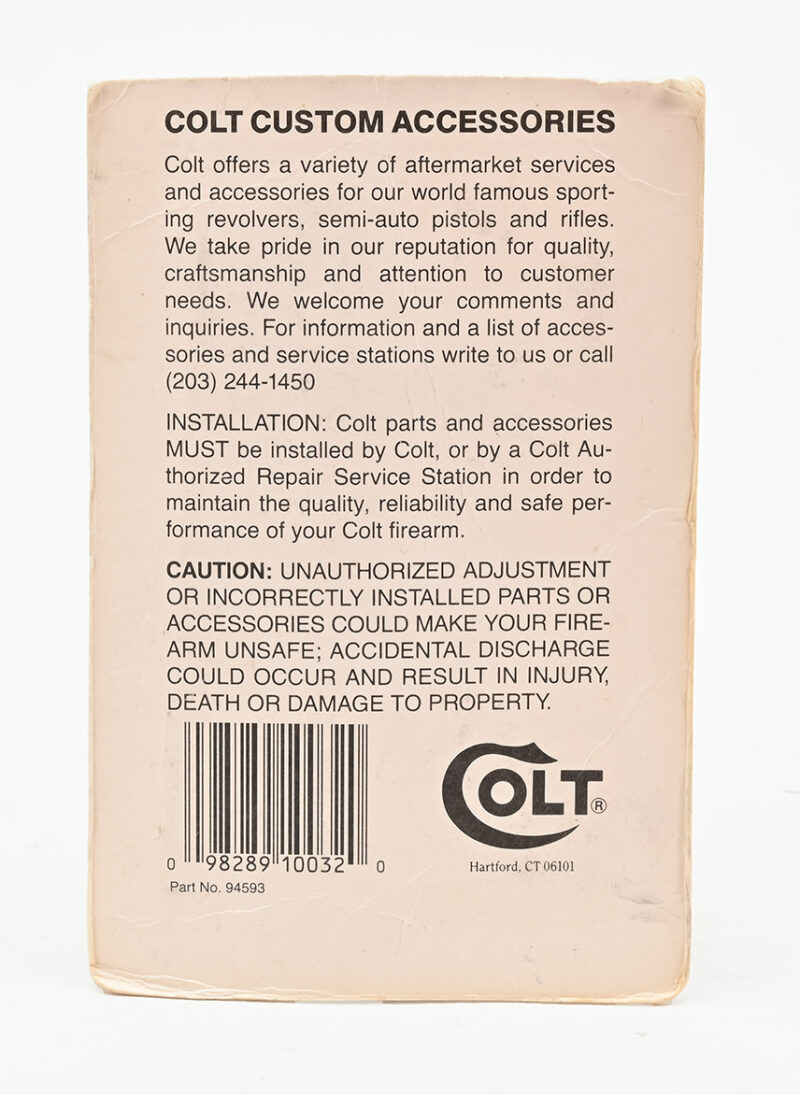 COLT CUSTOM ACCESSORIES
Colt offers a variety of aftermarket services
and accessories for our world famous sport-
ing revolvers, semi-auto pistols and rifles.
We take pride in our reputation for quality,
craftsmanship and attention to customer
needs. We welcome your comments and
inquiries. For information and a list of acces-
sories and service stations write to us or call
(203) 244-1450
INSTALLATION: Colt parts and accessories
MUST be installed by Colt, or by a Colt Au-
thorized Repair Service Station in order to
maintain the quality, reliability and safe per-
formance of your Colt firearm.
CAUTION: UNAUTHORIZED ADJUSTMENT
OR INCORRECTLY INSTALLED PARTS OR
ACCESSORIES COULD MAKE YOUR FIRE-
ARM UNSAFE; ACCIDENTAL DISCHARGE
COULD OCCUR AND RESULT IN INJURY,
DEATH OR DAMAGE TO PROPERTY.
0 98289 10032 0
Part No. 94593
COLT®
Hartford, CT 06101